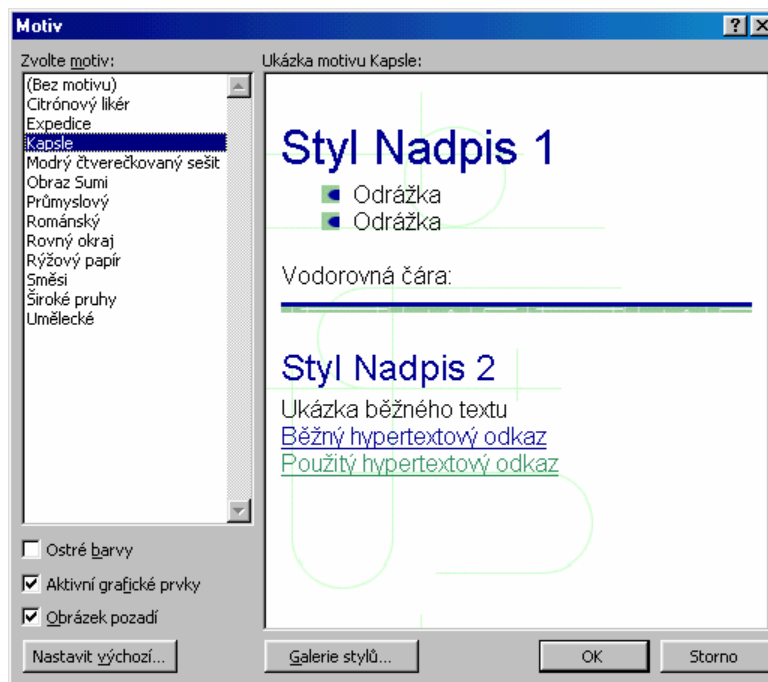 Motiv
Zvolte motiv:
(Bez motivu)
Citrónový likér
Expedice
Kapsle
Modrý čtverečkovaný sešit
Obraz Sumi
Průmyslový
Románský
Rovný okraj
Rýžový papír
Směsi
Široké pruhy
Umělecké
Ostré barvy
Aktivní grafické prvky
Obrázek pozadí
Nastavit výchozí...
Ukázka motivu Kapsle:
Styl Nadpis 1
Odrážka
Odrážka
Vodorovná čára:
Styl Nadpis 2
Ukázka běžného textu
Běžný hypertextový odkaz
Použitý hypertextový odkaz
Galerie stylů...
OK
Storno